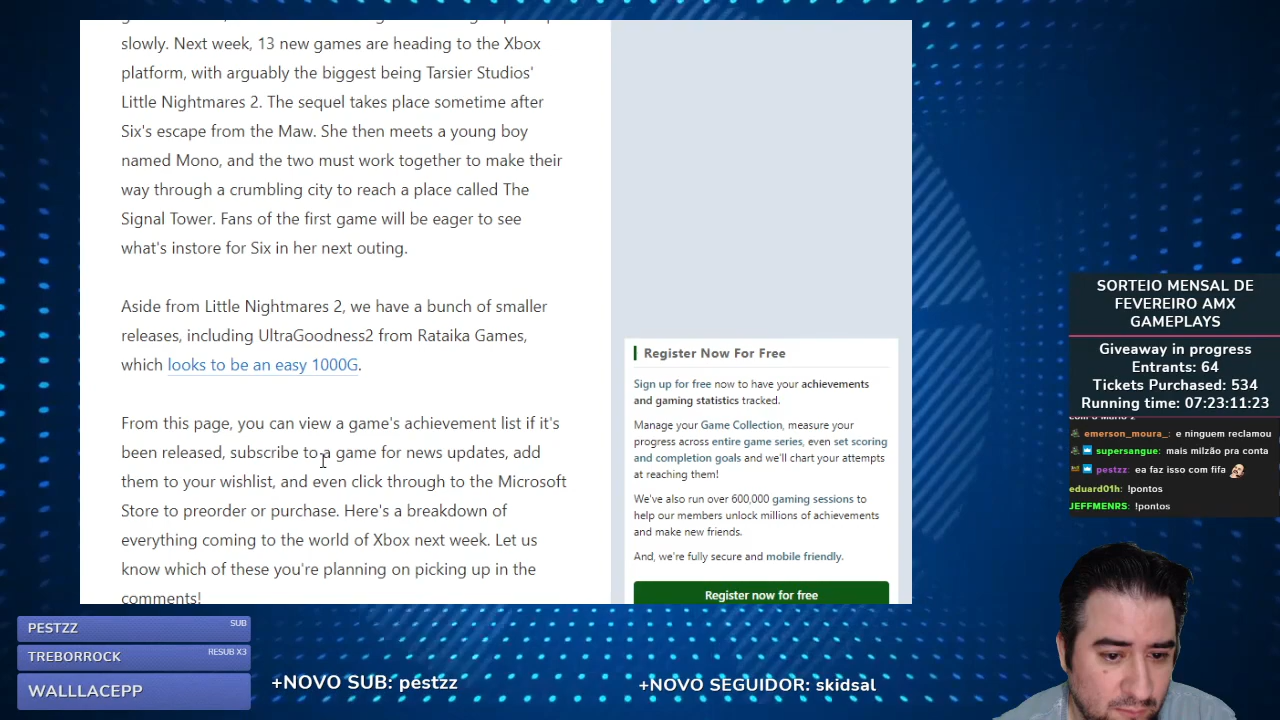 slowly. Next week, 13 new games are heading to the Xbox
platform, with arguably the biggest being Tarsier Studios'
Little Nightmares 2. The sequel takes place sometime after
Six's escape from the Maw. She then meets a young boy
named Mono, and the two must work together to make their
way through a crumbling city to reach a place called The
Signal Tower. Fans of the first game will be eager to see
what's instore for Six in her next outing.
Aside from Little Nightmares 2, we have a bunch of smaller
releases, including UltraGoodness2 from Rataika Games,
which looks to be an easy 1000G.
From this page, you can view a game's achievement list if it's
been released, subscribe to a game for news updates, add
them to your wishlist, and even click through to the Microsoft
Store to preorder or purchase. Here's a breakdown of
everything coming to the world of Xbox next week. Let us
know which of these you're planning on picking up in the
comments!
Register Now For Free
Sign up for free now to have your achievements
and gaming statistics tracked.
Manage your Game Collection, measure your
progress across entire game series, even set scoring
and completion goals and we'll chart your attempts
at reaching them!
We've also run over 600,000 gaming sessions to
help our members unlock millions of achievements
and make new friends.
And, we're fully secure and mobile friendly.
Register now for free
SORTEIO MENSAL DE
FEVEREIRO AMX
GAMEPLAYS
Giveaway in progress
Entrants: 64
Tickets Purchased: 534
Running time: 07:23:11:23
emerson_moura_: e ninguem reclamou
supersangue: mais milzão pra conta
pestzz: ea faz isso com fifa
eduard01h: !pontos
JEFFMENRS: !pontos
PESTZZ SUB
TREBORROCK RESUB X3
WALLLACEPP
+NOVO SUB: pestzz
+NOVO SEGUIDOR: skidsal